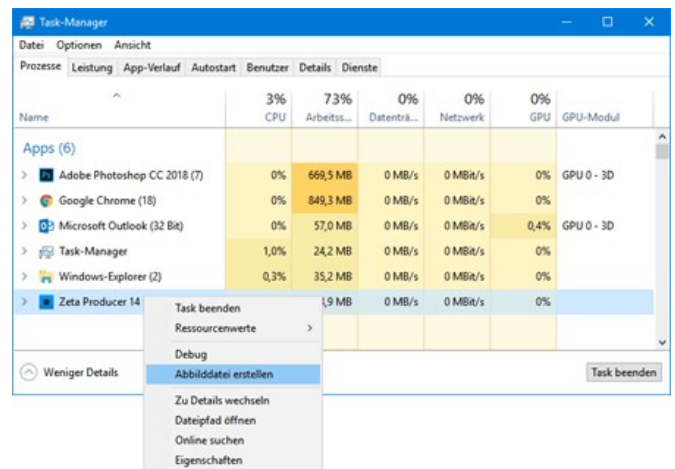 Task-Manager
Datei Optionen Ansicht
Prozesse Leistung App-Verlauf Autostart Benutzer Details Dienste
3% 73% 0% 0% 0%
Name CPU Arbeitss... Datenträ... Netzwerk GPU GPU-Modul
Apps (6)
Adobe Photoshop CC 2018 (7) 0% 669,5 MB 0 MB/s 0 MBit/s 0% GPU 0 - 3D
Google Chrome (18) 0% 849,3 MB 0 MB/s 0 MBit/s 0%
Microsoft Outlook (32 Bit) 0% 57,0 MB 0 MB/s 0 MBit/s 0,4% GPU 0 - 3D
Task-Manager 1,0% 24,2 MB 0 MB/s 0 MBit/s 0%
Windows-Explorer (2) 0,3% 35,2 MB 0 MB/s 0 MBit/s 0%
Zeta Producer 14 ,9 MB 0 MB/s 0 MBit/s 0%
Task beenden
Ressourcenwerte
Debug
Abbilddatei erstellen
Zu Details wechseln
Dateipfad öffnen
Online suchen
Eigenschaften
Weniger Details Task beenden